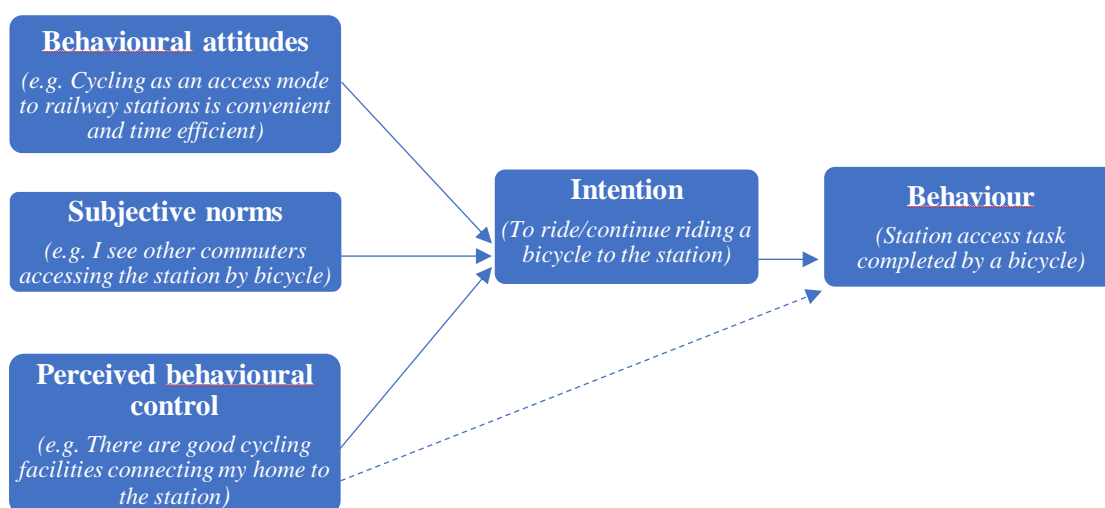 Behavioural attitudes
(e.g. Cycling as an access mode
to railway stations is convenient
and time efficient)
Subjective norms
(e.g. I see other commuters
accessing the station by bicycle)
Perceived behavioural
control
(e.g. There are good cycling
facilities connecting my home to
the station)
Intention
(To ride/continue riding a
bicycle to the station)
Behaviour
(Station access task
completed by a bicycle)